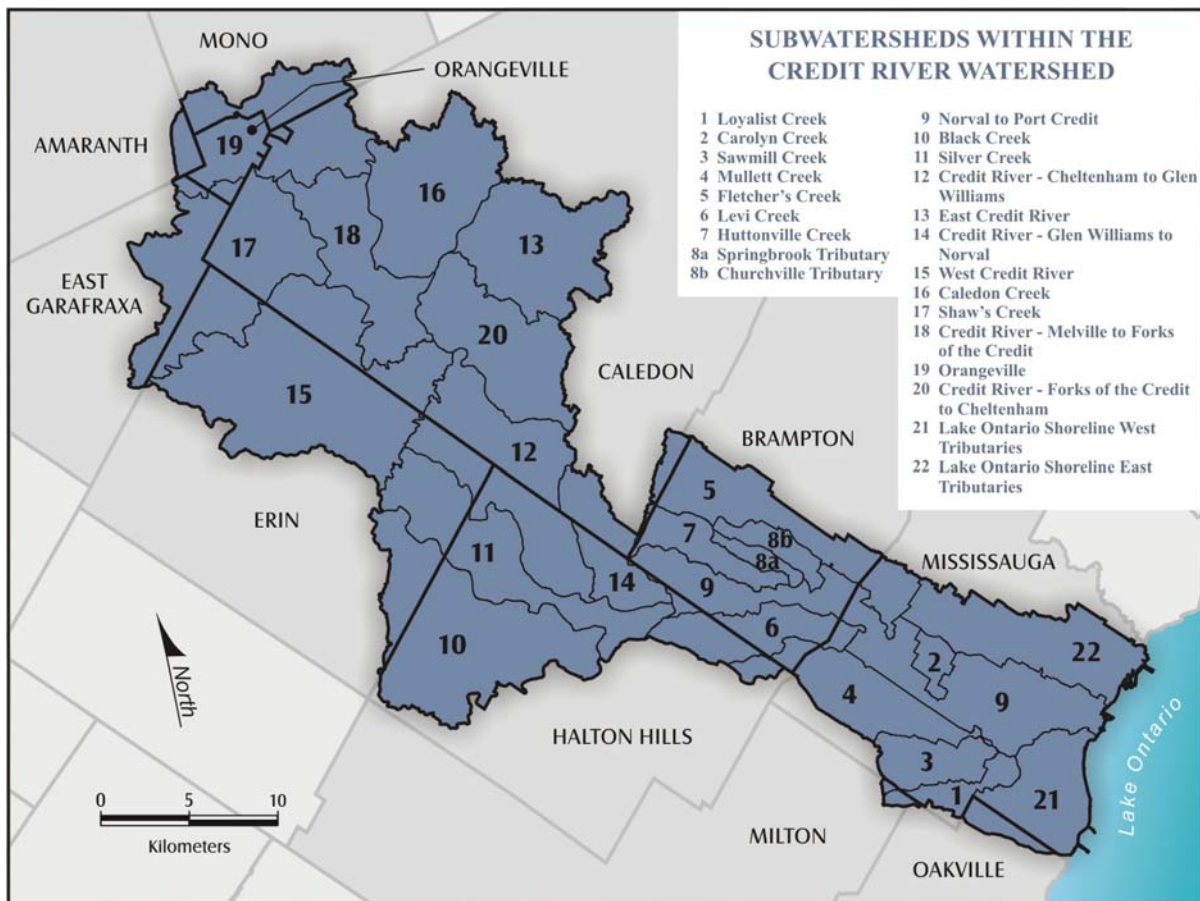 SUBWATERSHEDS WITHIN THE
CREDIT RIVER WATERSHED
1 Loyalist Creek
2 Carolyn Creek
3 Sawmill Creek
4 Mullett Creek
5 Fletcher's Creek
6 Levi Creek
7 Huttonville Creek
8a Springbrook Tributary
8b Churchville Tributary
9 Norval to Port Credit
10 Black Creek
11 Silver Creek
12 Credit River - Cheltenham to Glen
Williams
13 East Credit River
14 Credit River - Glen Williams to
Norval
15 West Credit River
16 Caledon Creek
17 Shaw's Creek
18 Credit River - Melville to Forks
of the Credit
19 Orangeville
20 Credit River - Forks of the Credit
to Cheltenham
21 Lake Ontario Shoreline West
Tributaries
22 Lake Ontario Shoreline East
Tributaries
MONO
ORANGEVILLE
AMARANTH
19
16
18
13
17
EAST
GARAFRAXA
20
CALEDON
15
BRAMPTON
12
5
ERIN
7
8b
8a
11
MISSISSAUGA
14
9
6
10
2
22
4
9
North
HALTON HILLS
3
1
21
Lake Ontario
0 5 10
Kilometers
MILTON
OAKVILLE